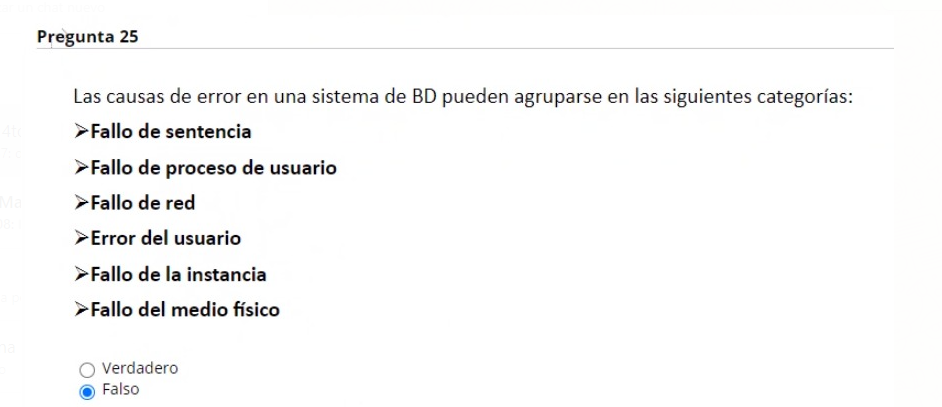 Pregunta 25
Las causas de error en una sistema de BD pueden agruparse en las siguientes categorías:
➢Fallo de sentencia
➢Fallo de proceso de usuario
➢Fallo de red
➢Error del usuario
➢Fallo de la instancia
➢Fallo del medio físico
Verdadero
Falso